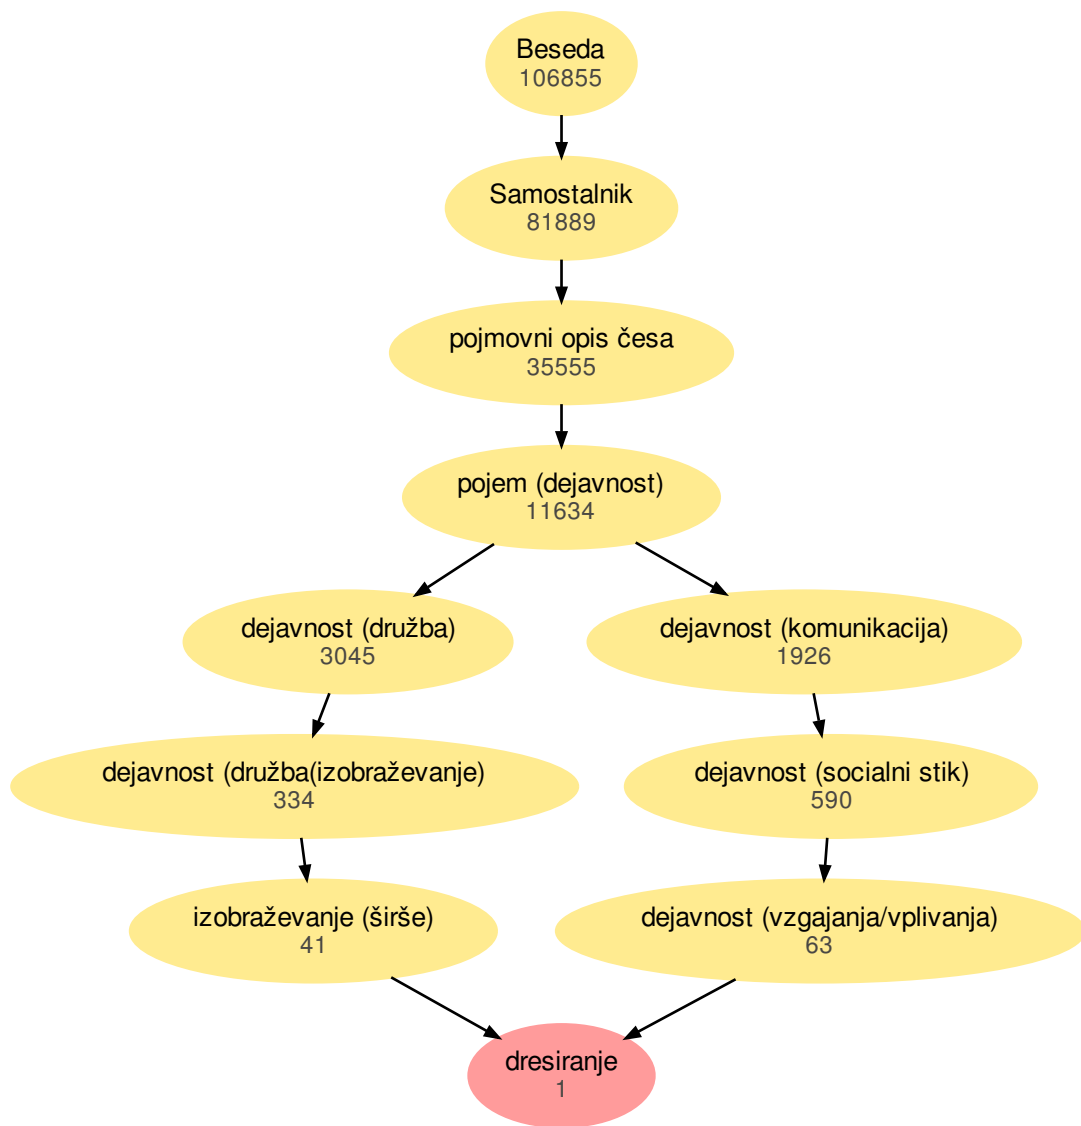 Beseda
106855
Samostalnik
81889
pojmovni opis česa
35555
pojem (dejavnost)
11634
dejavnost (družba)
3045
dejavnost (komunikacija)
1926
dejavnost (družba(izobraževanje)
334
dejavnost (socialni stik)
590
izobraževanje (širše)
41
dejavnost (vzgajanja/vplivanja)
63
dresiranje
1